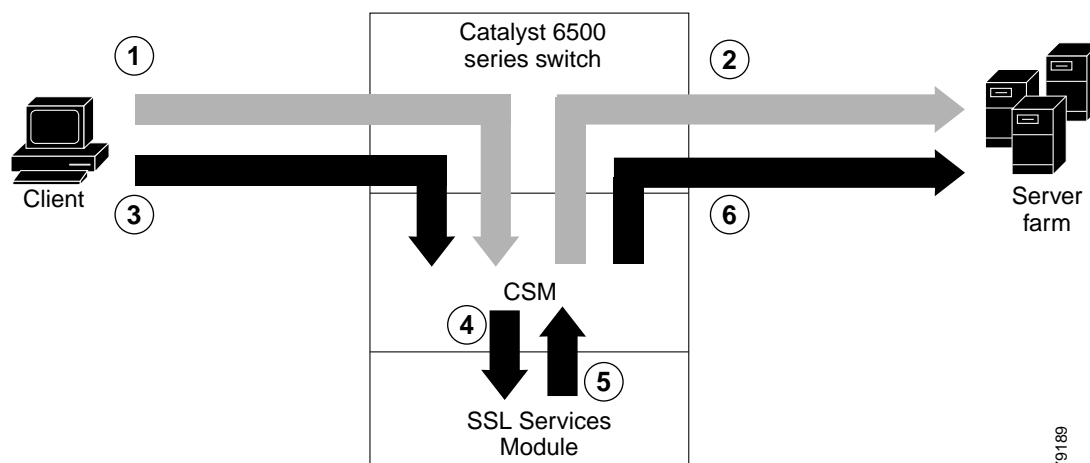 Catalyst 6500
series switch
1
2
Client
3
6
Server
farm
CSM
4
5
SSL Services
Module